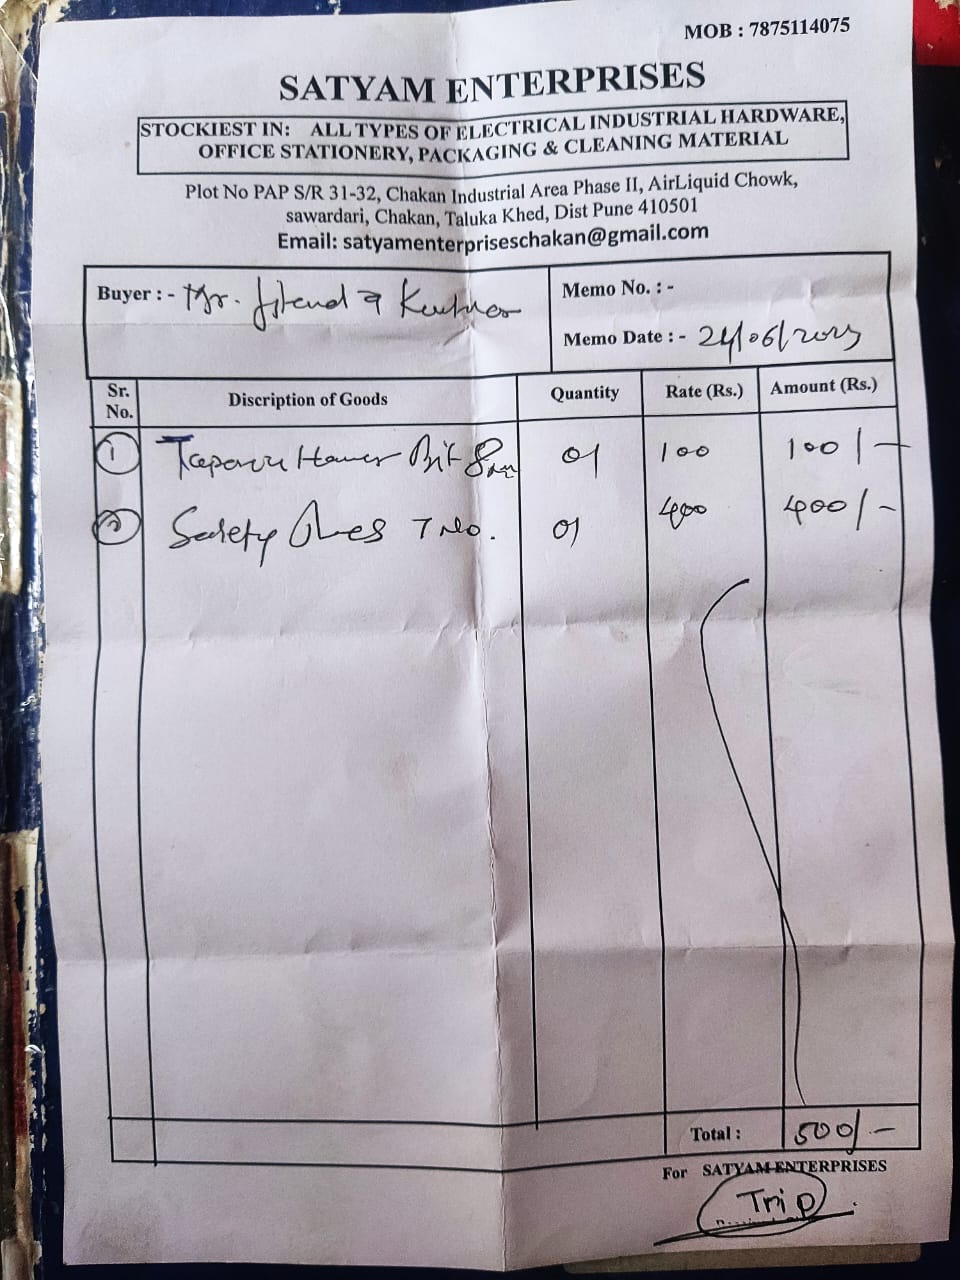 MOB : 7875114075
SATYAM ENTERPRISES
STOCKIEST IN: ALL TYPES OF ELECTRICAL INDUSTRIAL HARDWARE,
OFFICE STATIONERY, PACKAGING & CLEANING MATERIAL
Plot No PAP S/R 31-32, Chakan Industrial Area Phase II, AirLiquid Chowk,
sawardari, Chakan, Taluka Khed, Dist Pune 410501
Email: satyamenterpriseschakan@gmail.com
Buyer : - Mr. Kumar
Memo No. : -
Memo Date : - 24/06/2023
Sr. No. Discription of Goods Quantity Rate (Rs.) Amount (Rs.)
1 Bit 8mm 01 100 100/-
2 Safety Shoes 7 No. 01 400 400/-
Total : 500/-
For SATYAM ENTERPRISES
Trip